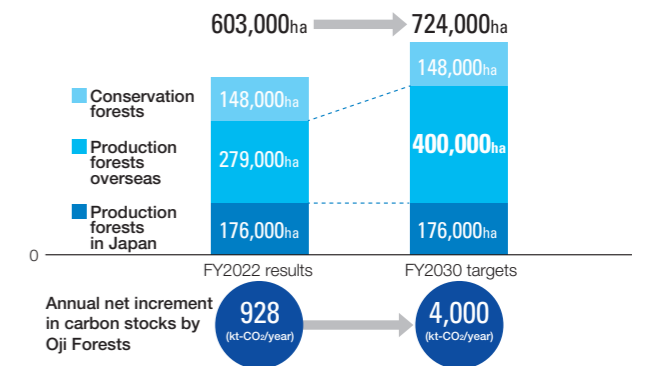 603,000ha
724,000ha
Conservation
forests
148,000ha
148,000ha
Production
forests
overseas
279,000ha
400,000ha
Production
forests
in Japan
176,000ha
176,000ha
0
FY2022 results
FY2030 targets
Annual net increment
in carbon stocks by
Oji Forests
928
(kt-CO₂/year)
4,000
(kt-CO₂/year)